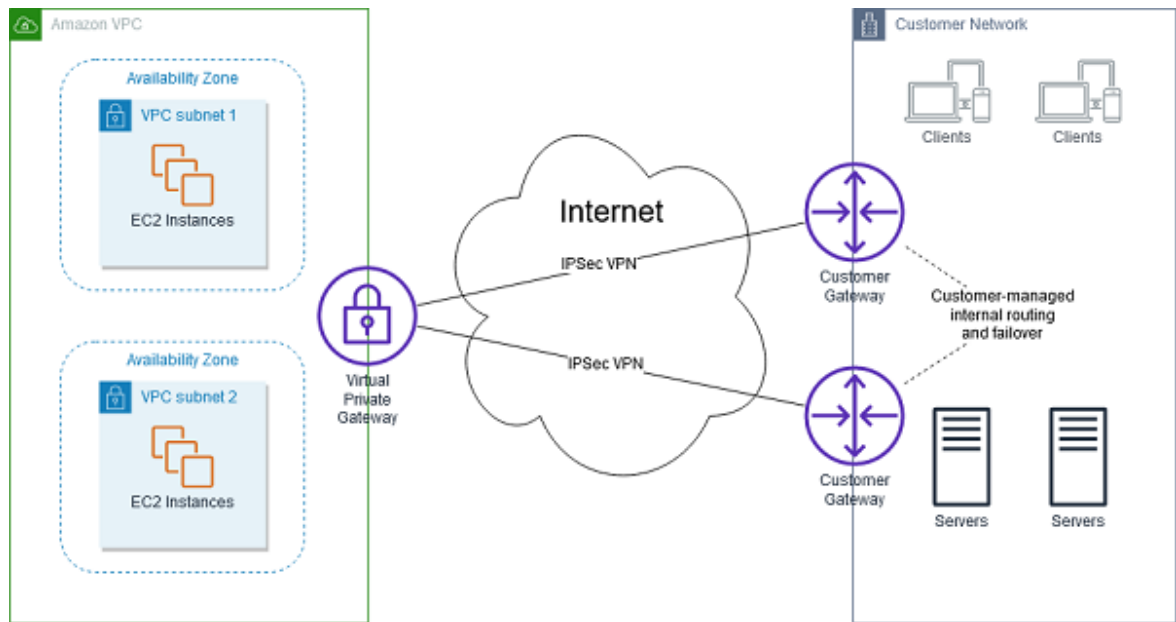 Amazon VPC
Availability Zone
VPC subnet 1
EC2 Instances
Availability Zone
VPC subnet 2
EC2 Instances
Virtual
Private
Gateway
Internet
IPSec VPN
IPSec VPN
Customer Network
Clients
Clients
Customer
Gateway
Customer-managed
internal routing
and failover
Customer
Gateway
Servers
Servers